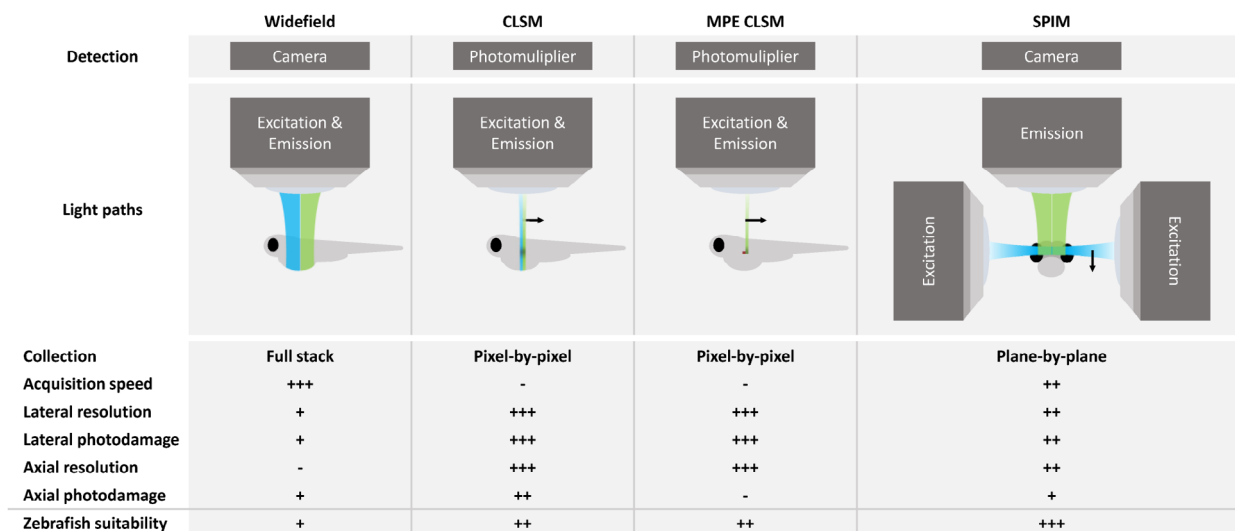 Widefield CLSM MPE CLSM SPIM
Detection Camera Photomuliplier Photomuliplier Camera
Light paths
Excitation & Emission
Excitation & Emission
Excitation & Emission
Emission
Excitation
Excitation
Collection Full stack Pixel-by-pixel Pixel-by-pixel Plane-by-plane
Acquisition speed +++ - - ++
Lateral resolution + +++ +++ ++
Lateral photodamage + +++ +++ ++
Axial resolution - +++ +++ ++
Axial photodamage + ++ - +
Zebrafish suitability + ++ ++ +++